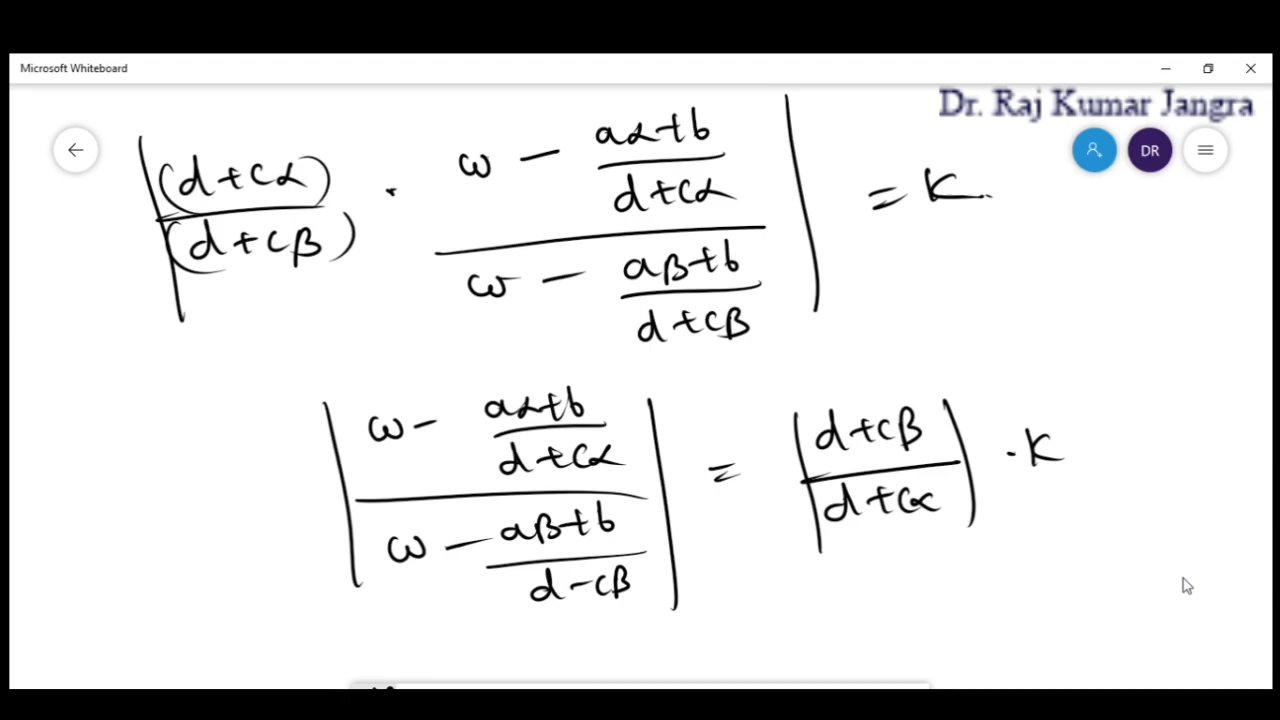 Microsoft Whiteboard
Dr. Raj Kumar Jangra
DR
| (d+cα)/(d+cβ) · (ω − (aα+b)/(d+cα))/(ω − (aβ+b)/(d+cβ)) | = K.
| (ω − (aα+b)/(d+cα))/(ω − (aβ+b)/(d−cβ)) | = | (d+cβ)/(d+cα) | · K